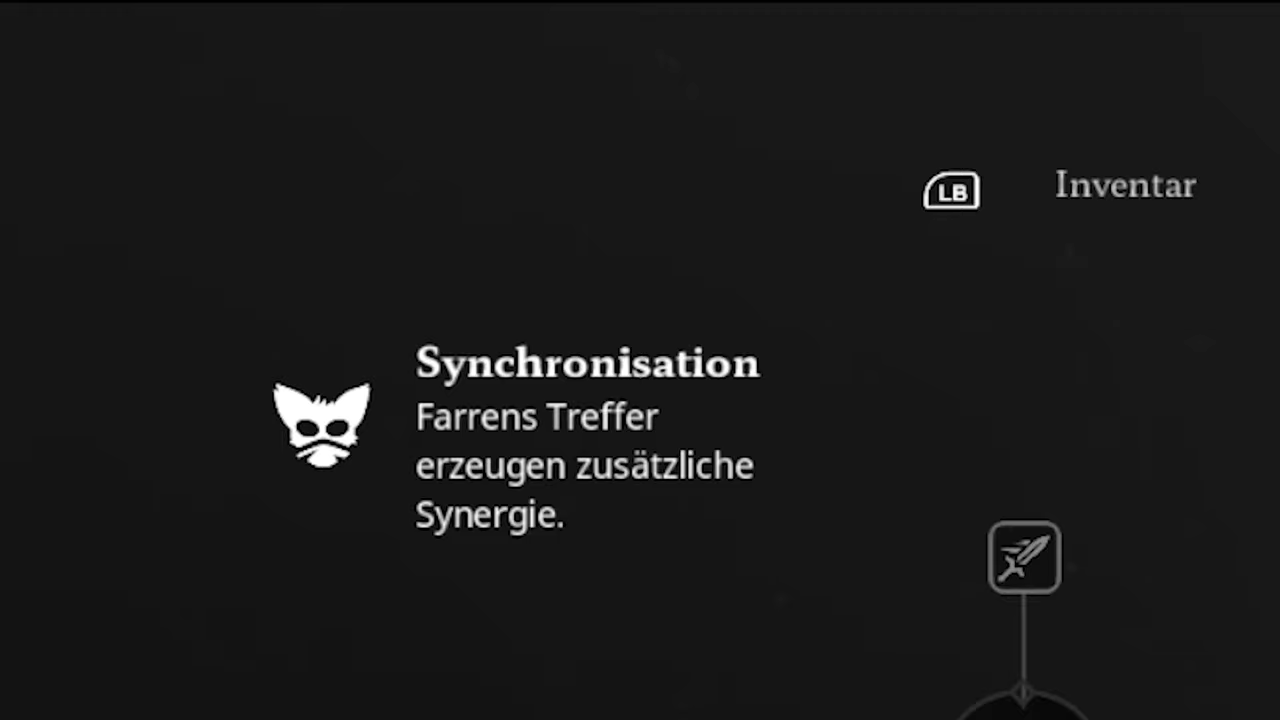 LB
Inventar
Synchronisation
Farrens Treffer
erzeugen zusätzliche
Synergie.